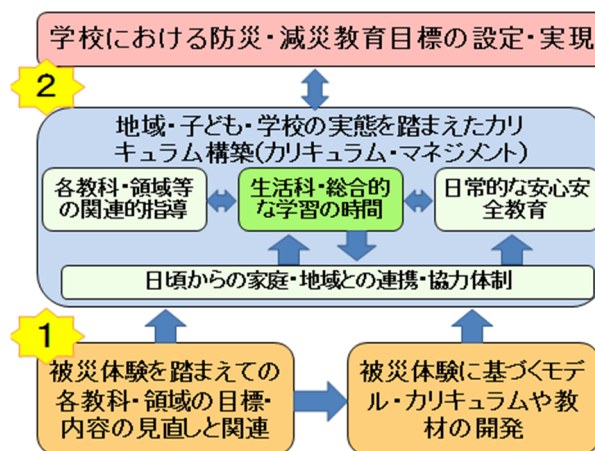 学校における防災・減災教育目標の設定・実現
2
地域・子ども・学校の実態を踏まえたカリ
キュラム構築(カリキュラム・マネジメント)
各教科・領域等
の関連的指導
生活科・総合的
な学習の時間
日常的な安心安
全教育
日頃からの家庭・地域との連携・協力体制
1
被災体験を踏まえての
各教科・領域の目標・
内容の見直しと関連
被災体験に基づくモデ
ル・カリキュラムや教
材の開発